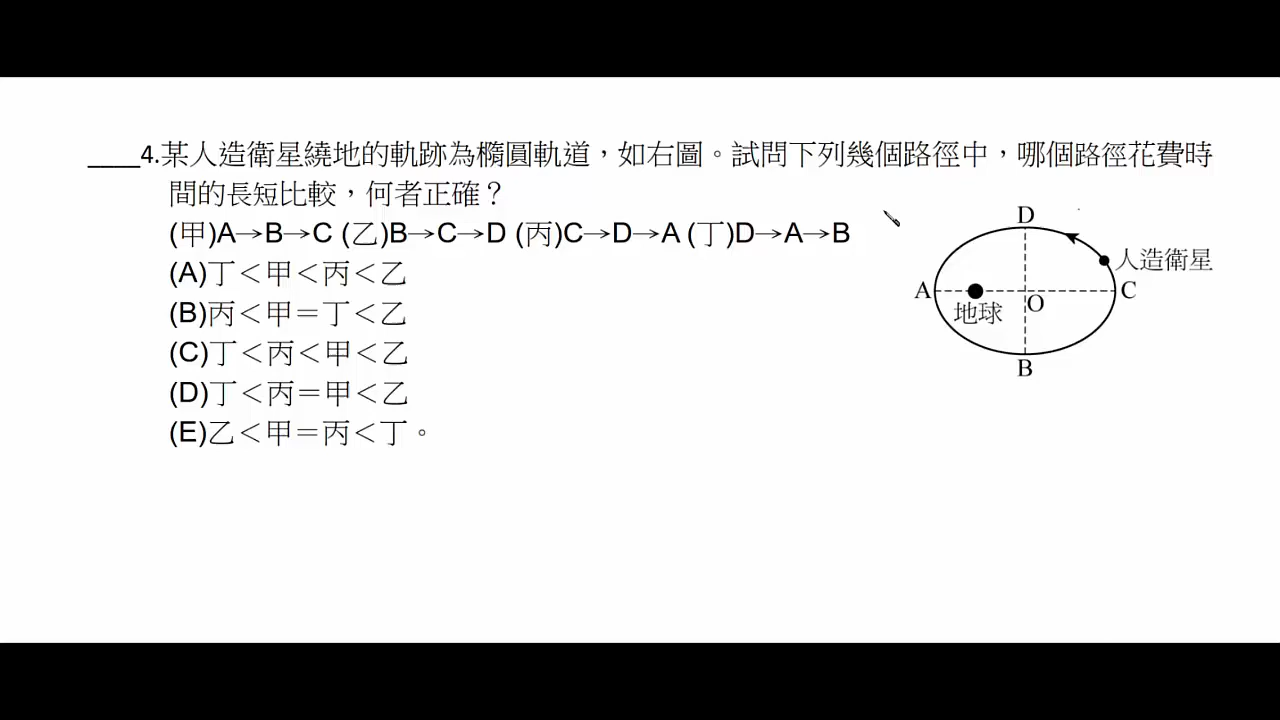 ____4.某人造衛星繞地的軌跡為橢圓軌道，如右圖。試問下列幾個路徑中，哪個路徑花費時
間的長短比較，何者正確？
(甲)A→B→C (乙)B→C→D (丙)C→D→A (丁)D→A→B
(A)丁＜甲＜丙＜乙
(B)丙＜甲＝丁＜乙
(C)丁＜丙＜甲＜乙
(D)丁＜丙＝甲＜乙
(E)乙＜甲＝丙＜丁。
D
人造衛星
A
地球
O
C
B